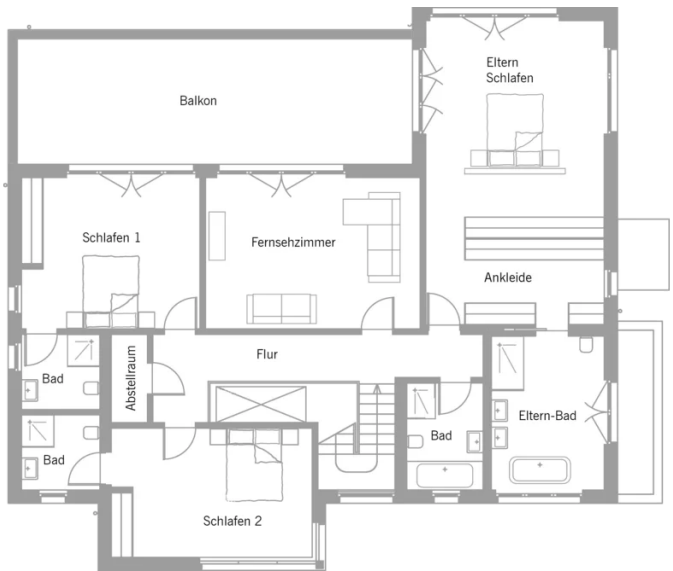 Eltern
Schlafen
Balkon
Schlafen 1
Fernsehzimmer
Ankleide
Flur
Abstellraum
Bad
Eltern-Bad
Bad
Bad
Schlafen 2